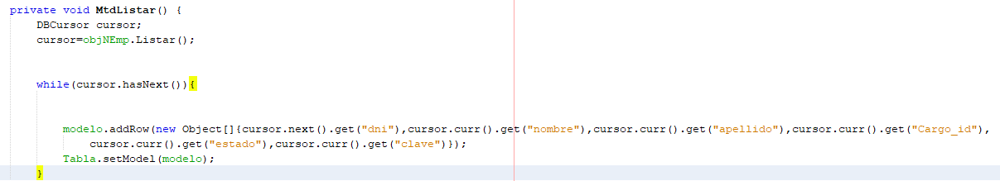 private void MtdListar() {
DBCursor cursor;
cursor=objNEmp.Listar();
while(cursor.hasNext()){
modelo.addRow(new Object[]{cursor.next().get("dni"),cursor.curr().get("nombre"),cursor.curr().get("apellido"),cursor.curr().get("Cargo_id"),
cursor.curr().get("estado"),cursor.curr().get("clave")});
Tabla.setModel(modelo);
}